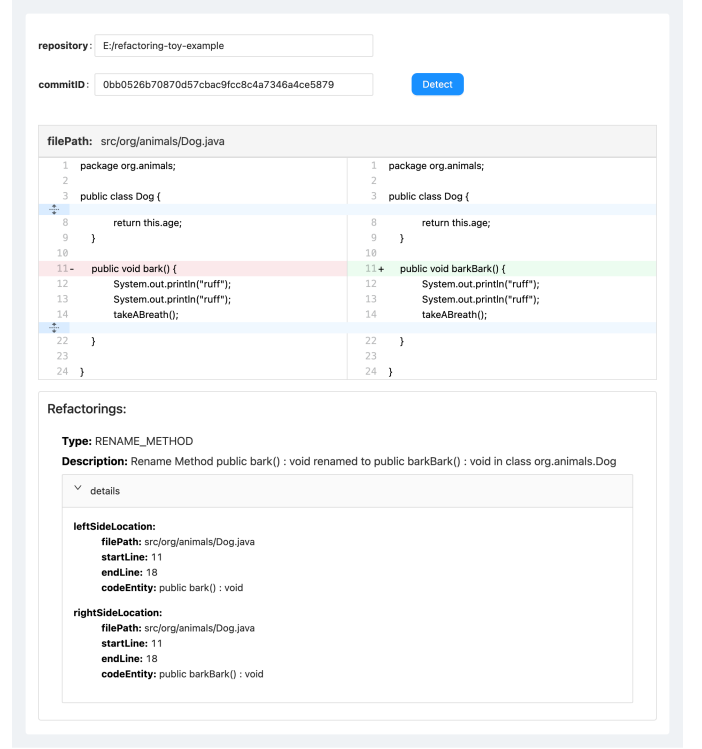 repository: E:/refactoring-toy-example
commitID: 0bb0526b70870d57cbac9fcc8c4a7346a4ce5879 Detect
filePath: src/org/animals/Dog.java
1 package org.animals; 1 package org.animals;
2 2
3 public class Dog { 3 public class Dog {
8 return this.age; 8 return this.age;
9 } 9 }
10 10
11 - public void bark() { 11 + public void barkBark() {
12 System.out.println("ruff"); 12 System.out.println("ruff");
13 System.out.println("ruff"); 13 System.out.println("ruff");
14 takeABreath(); 14 takeABreath();
22 } 22 }
23 23
24 } 24 }
Refactorings:
Type: RENAME_METHOD
Description: Rename Method public bark() : void renamed to public barkBark() : void in class org.animals.Dog
details
leftSideLocation:
filePath: src/org/animals/Dog.java
startLine: 11
endLine: 18
codeEntity: public bark() : void
rightSideLocation:
filePath: src/org/animals/Dog.java
startLine: 11
endLine: 18
codeEntity: public barkBark() : void